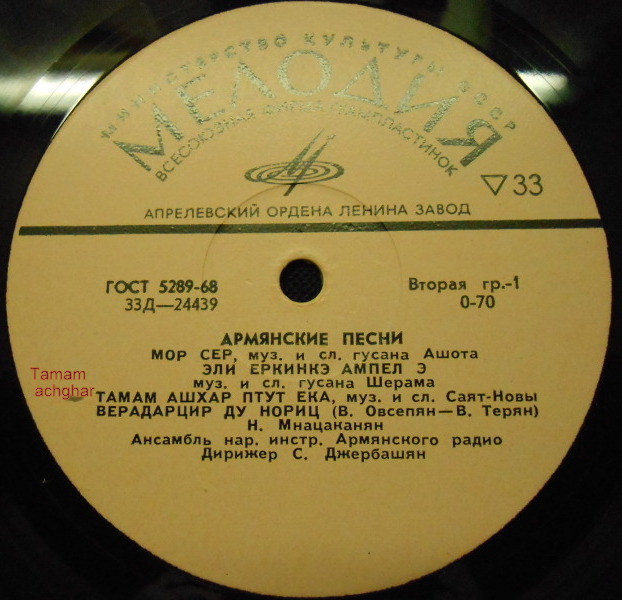 МИНИСТЕРСТВО КУЛЬТУРЫ СССР
МЕЛОДИЯ
ВСЕСОЮЗНАЯ ФИРМА ГРАМПЛАСТИНОК
▽33
АПРЕЛЕВСКИЙ ОРДЕНА ЛЕНИНА ЗАВОД
ГОСТ 5289-68
33Д—24439
Вторая гр.-1
0-70
АРМЯНСКИЕ ПЕСНИ
МОР СЕР, муз. и сл. гусана Ашота
ЭЛИ ЕРКИНКЭ АМПЕЛ Э
муз. и сл. гусана Шерама
Tamam
achghar
ТАМАМ АШХАР ПТУТ ЕКА, муз. и сл. Саят-Новы
ВЕРАДАРЦИР ДУ НОРИЦ (В. Овсепян—В. Терян)
Н. Мнацаканян
Ансамбль нар. инстр. Армянского радио
Дирижер С. Джербашян